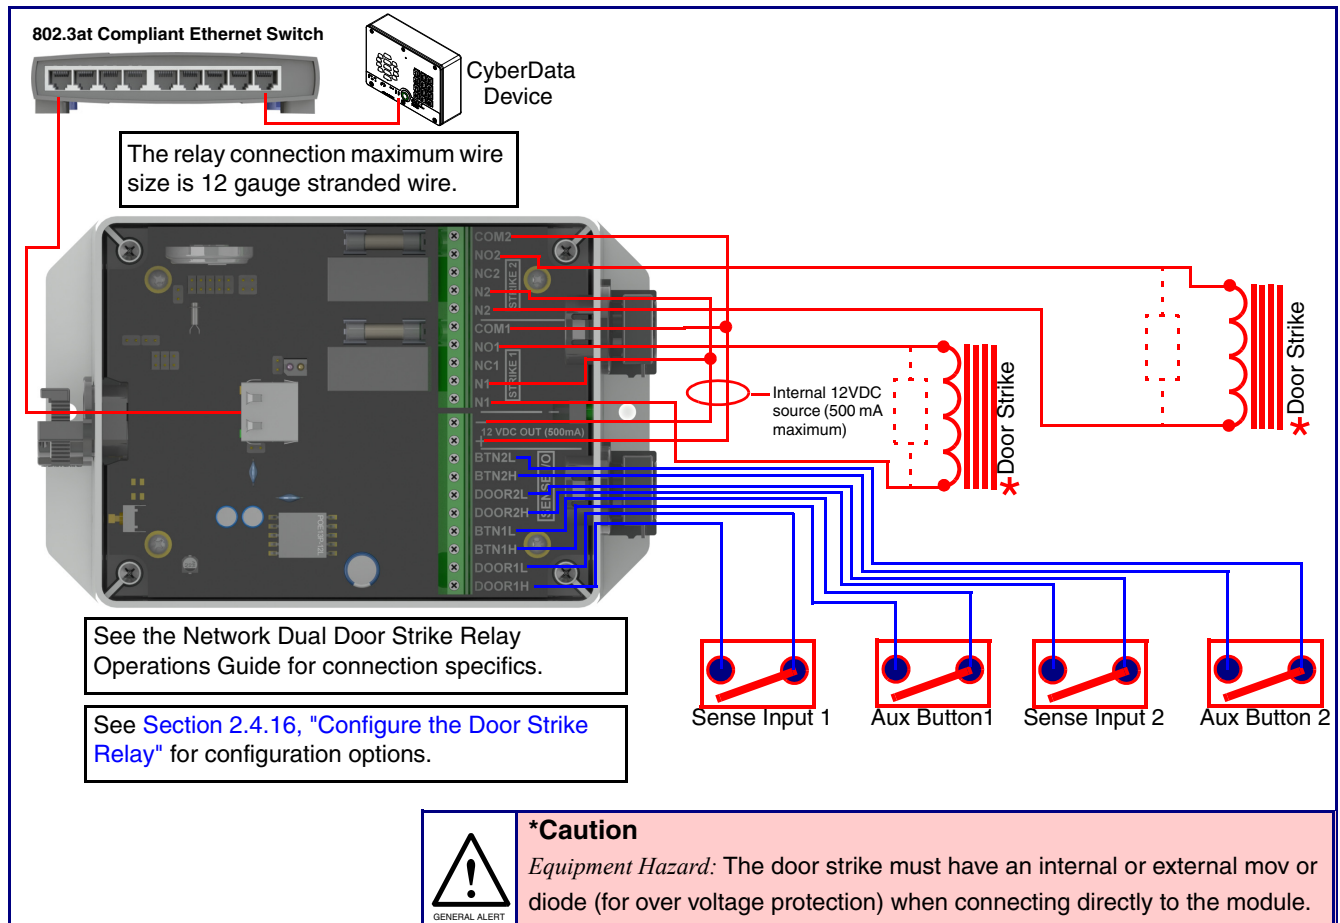 802.3at Compliant Ethernet Switch
CyberData
Device
The relay connection maximum wire
size is 12 gauge stranded wire.
COM2
NO2
NC2
N2
N2
STRIKE 2
COM1
NO1
NC1
N1
N1
STRIKE 1
12 VDC OUT (500mA)
−
+
BTN2L
BTN2H
DOOR2L
DOOR2H
BTN1L
BTN1H
DOOR1L
DOOR1H
Internal 12VDC
source (500 mA
maximum)
*Door Strike
*Door Strike
See the Network Dual Door Strike Relay
Operations Guide for connection specifics.
See Section 2.4.16, "Configure the Door Strike
Relay" for configuration options.
Sense Input 1
Aux Button1
Sense Input 2
Aux Button 2
*Caution
Equipment Hazard: The door strike must have an internal or external mov or
diode (for over voltage protection) when connecting directly to the module.
GENERAL ALERT